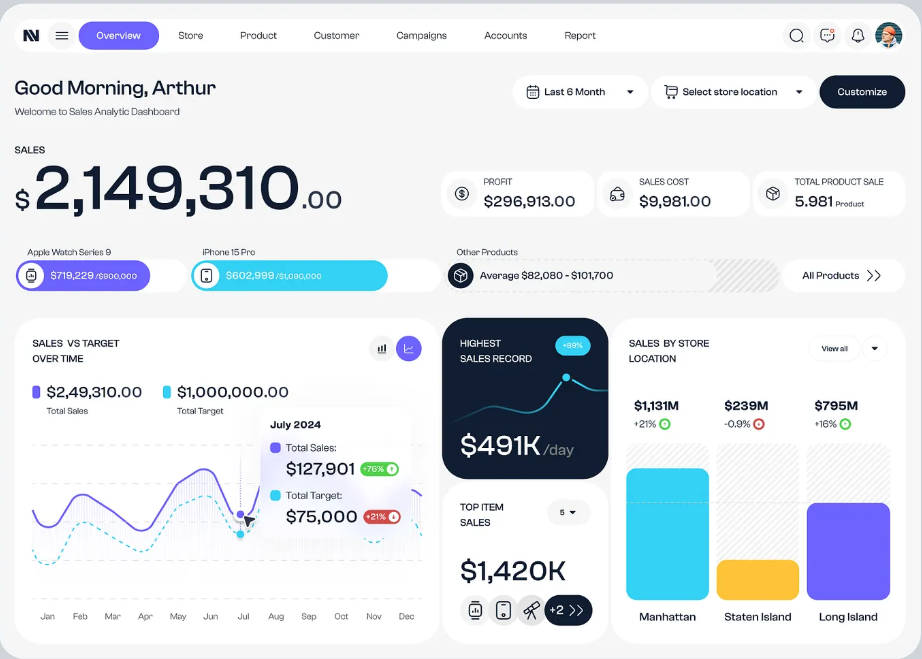 N
Overview
Store
Product
Customer
Campaigns
Accounts
Report
Good Morning, Arthur
Welcome to Sales Analytic Dashboard
Last 6 Month
Select store location
Customize
SALES
$2,149,310.00
PROFIT
$296,913.00
SALES COST
$9,981.00
TOTAL PRODUCT SALE
5.981 Product
Apple Watch Series 9
$719,229/$900,000
iPhone 15 Pro
$602,999/$1,090,000
Other Products
Average $82,080 - $101,700
All Products
SALES VS TARGET
OVER TIME
$2,49,310.00
Total Sales
$1,000,000.00
Total Target
July 2024
Total Sales:
$127,901 +76%
Total Target:
$75,000 +21%
Jan Feb Mar Apr May Jun Jul Aug Sep Oct Nov Dec
HIGHEST
SALES RECORD
+89%
$491K/day
TOP ITEM
SALES
5
$1,420K
+2
SALES BY STORE
LOCATION
View all
$1,131M
+21%
$239M
-0.9%
$795M
+16%
Manhattan
Staten Island
Long Island